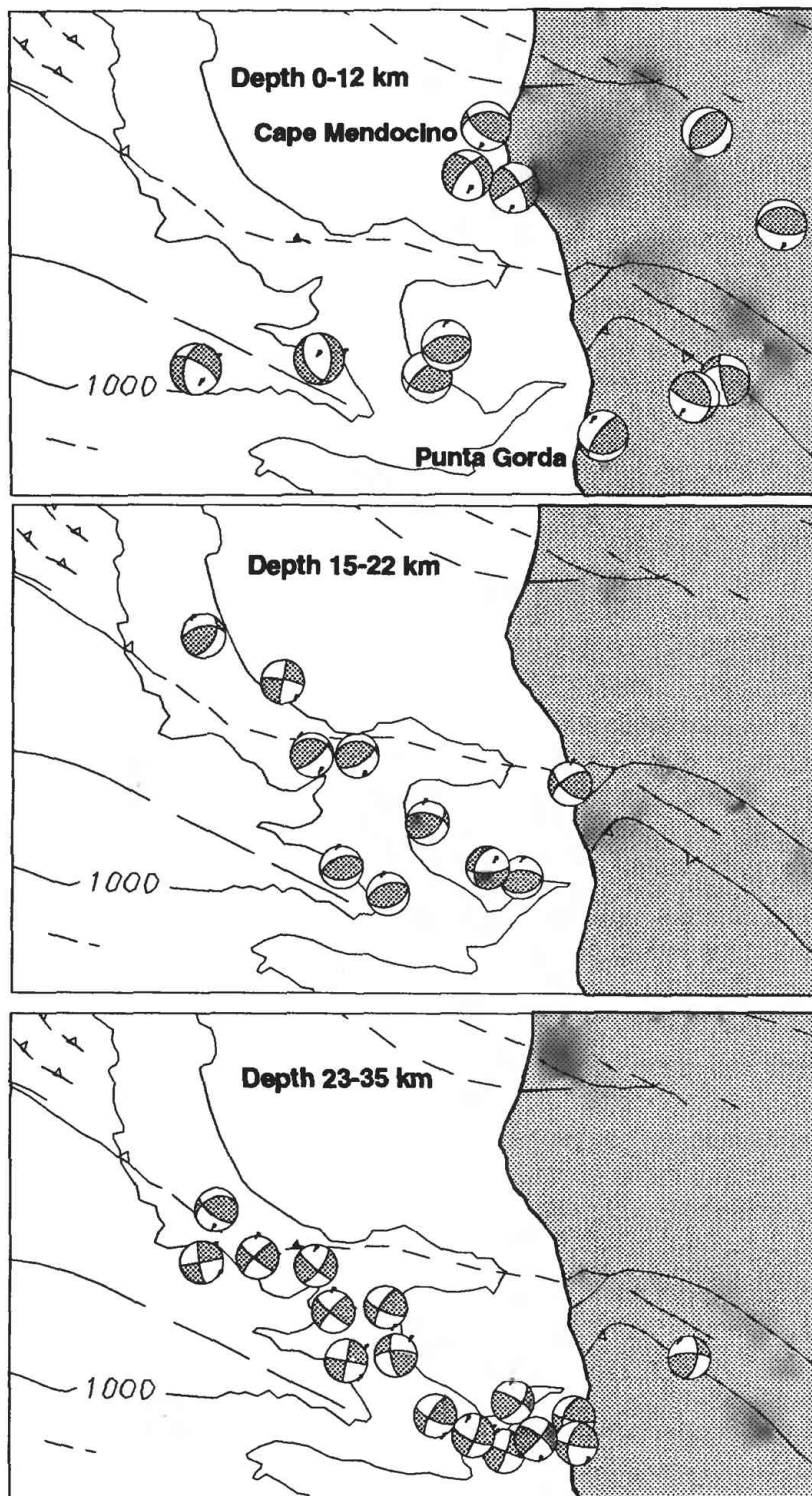 Depth 0-12 km
Cape Mendocino
1000
Punta Gorda
Depth 15-22 km
1000
Depth 23-35 km
1000